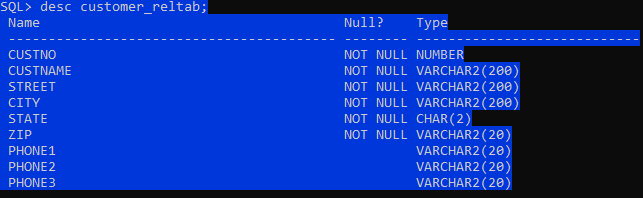 SQL> desc customer_reltab;
Name Null? Type
----------------------------------------- -------- ----------------------------
CUSTNO NOT NULL NUMBER
CUSTNAME NOT NULL VARCHAR2(200)
STREET NOT NULL VARCHAR2(200)
CITY NOT NULL VARCHAR2(200)
STATE NOT NULL CHAR(2)
ZIP NOT NULL VARCHAR2(20)
PHONE1 VARCHAR2(20)
PHONE2 VARCHAR2(20)
PHONE3 VARCHAR2(20)